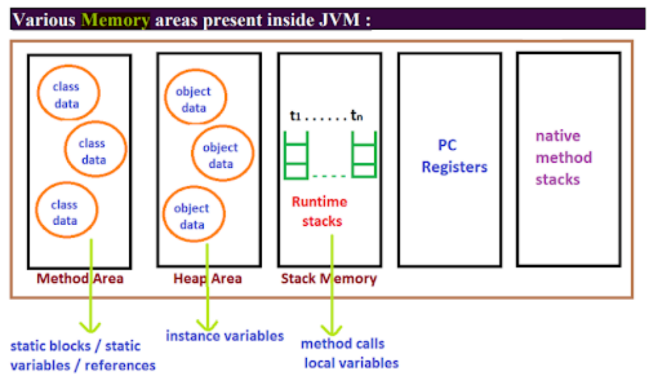 Various Memory areas present inside JVM :
class
data
class
data
class
data
Method Area
static blocks / static
variables / references
object
data
object
data
object
data
Heap Area
instance variables
t1 . . . . . . tn
Runtime
stacks
Stack Memory
method calls
local variables
PC
Registers
native
method
stacks